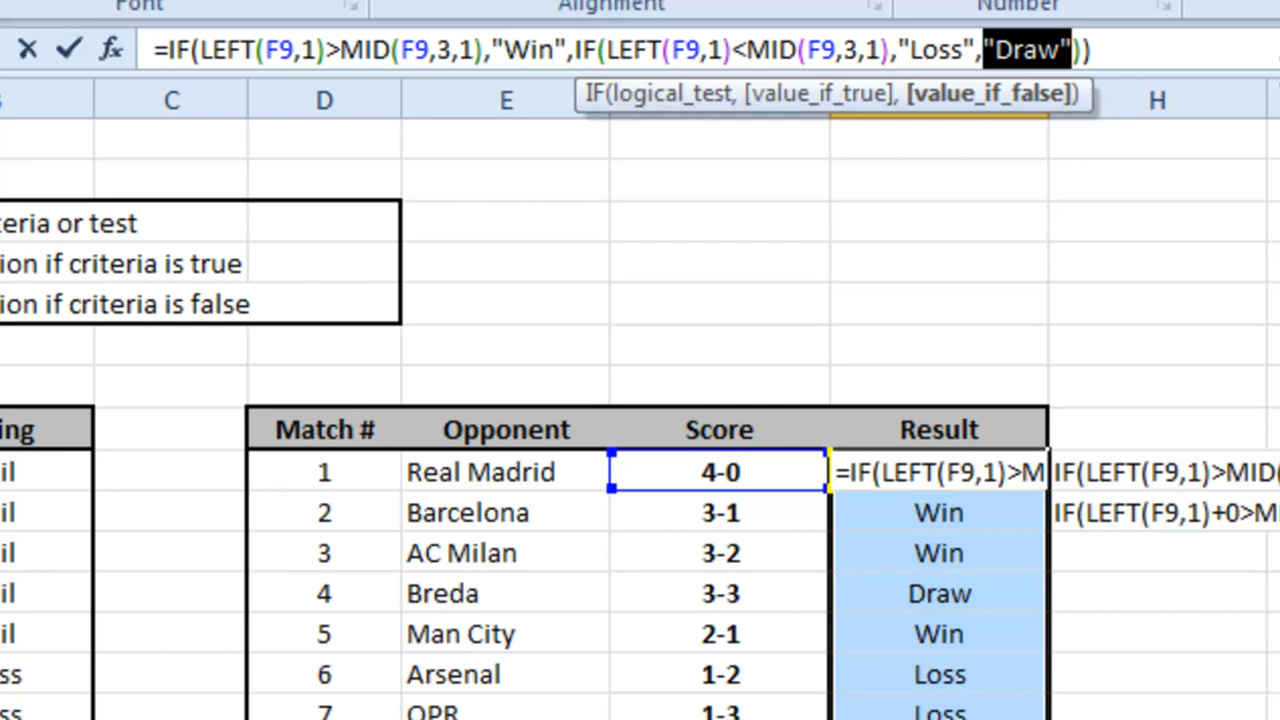 Font Alignment Number
=IF(LEFT(F9,1)>MID(F9,3,1),"Win",IF(LEFT(F9,1)<MID(F9,3,1),"Loss","Draw"))
IF(logical_test, [value_if_true], [value_if_false])
C D E H
teria or test
ion if criteria is true
ion if criteria is false
ing Match # Opponent Score Result
il 1 Real Madrid 4-0 =IF(LEFT(F9,1)>M IF(LEFT(F9,1)>MID(
il 2 Barcelona 3-1 Win IF(LEFT(F9,1)+0>M
il 3 AC Milan 3-2 Win
il 4 Breda 3-3 Draw
il 5 Man City 2-1 Win
ss 6 Arsenal 1-2 Loss
ss 7 QPR 1-3 Loss